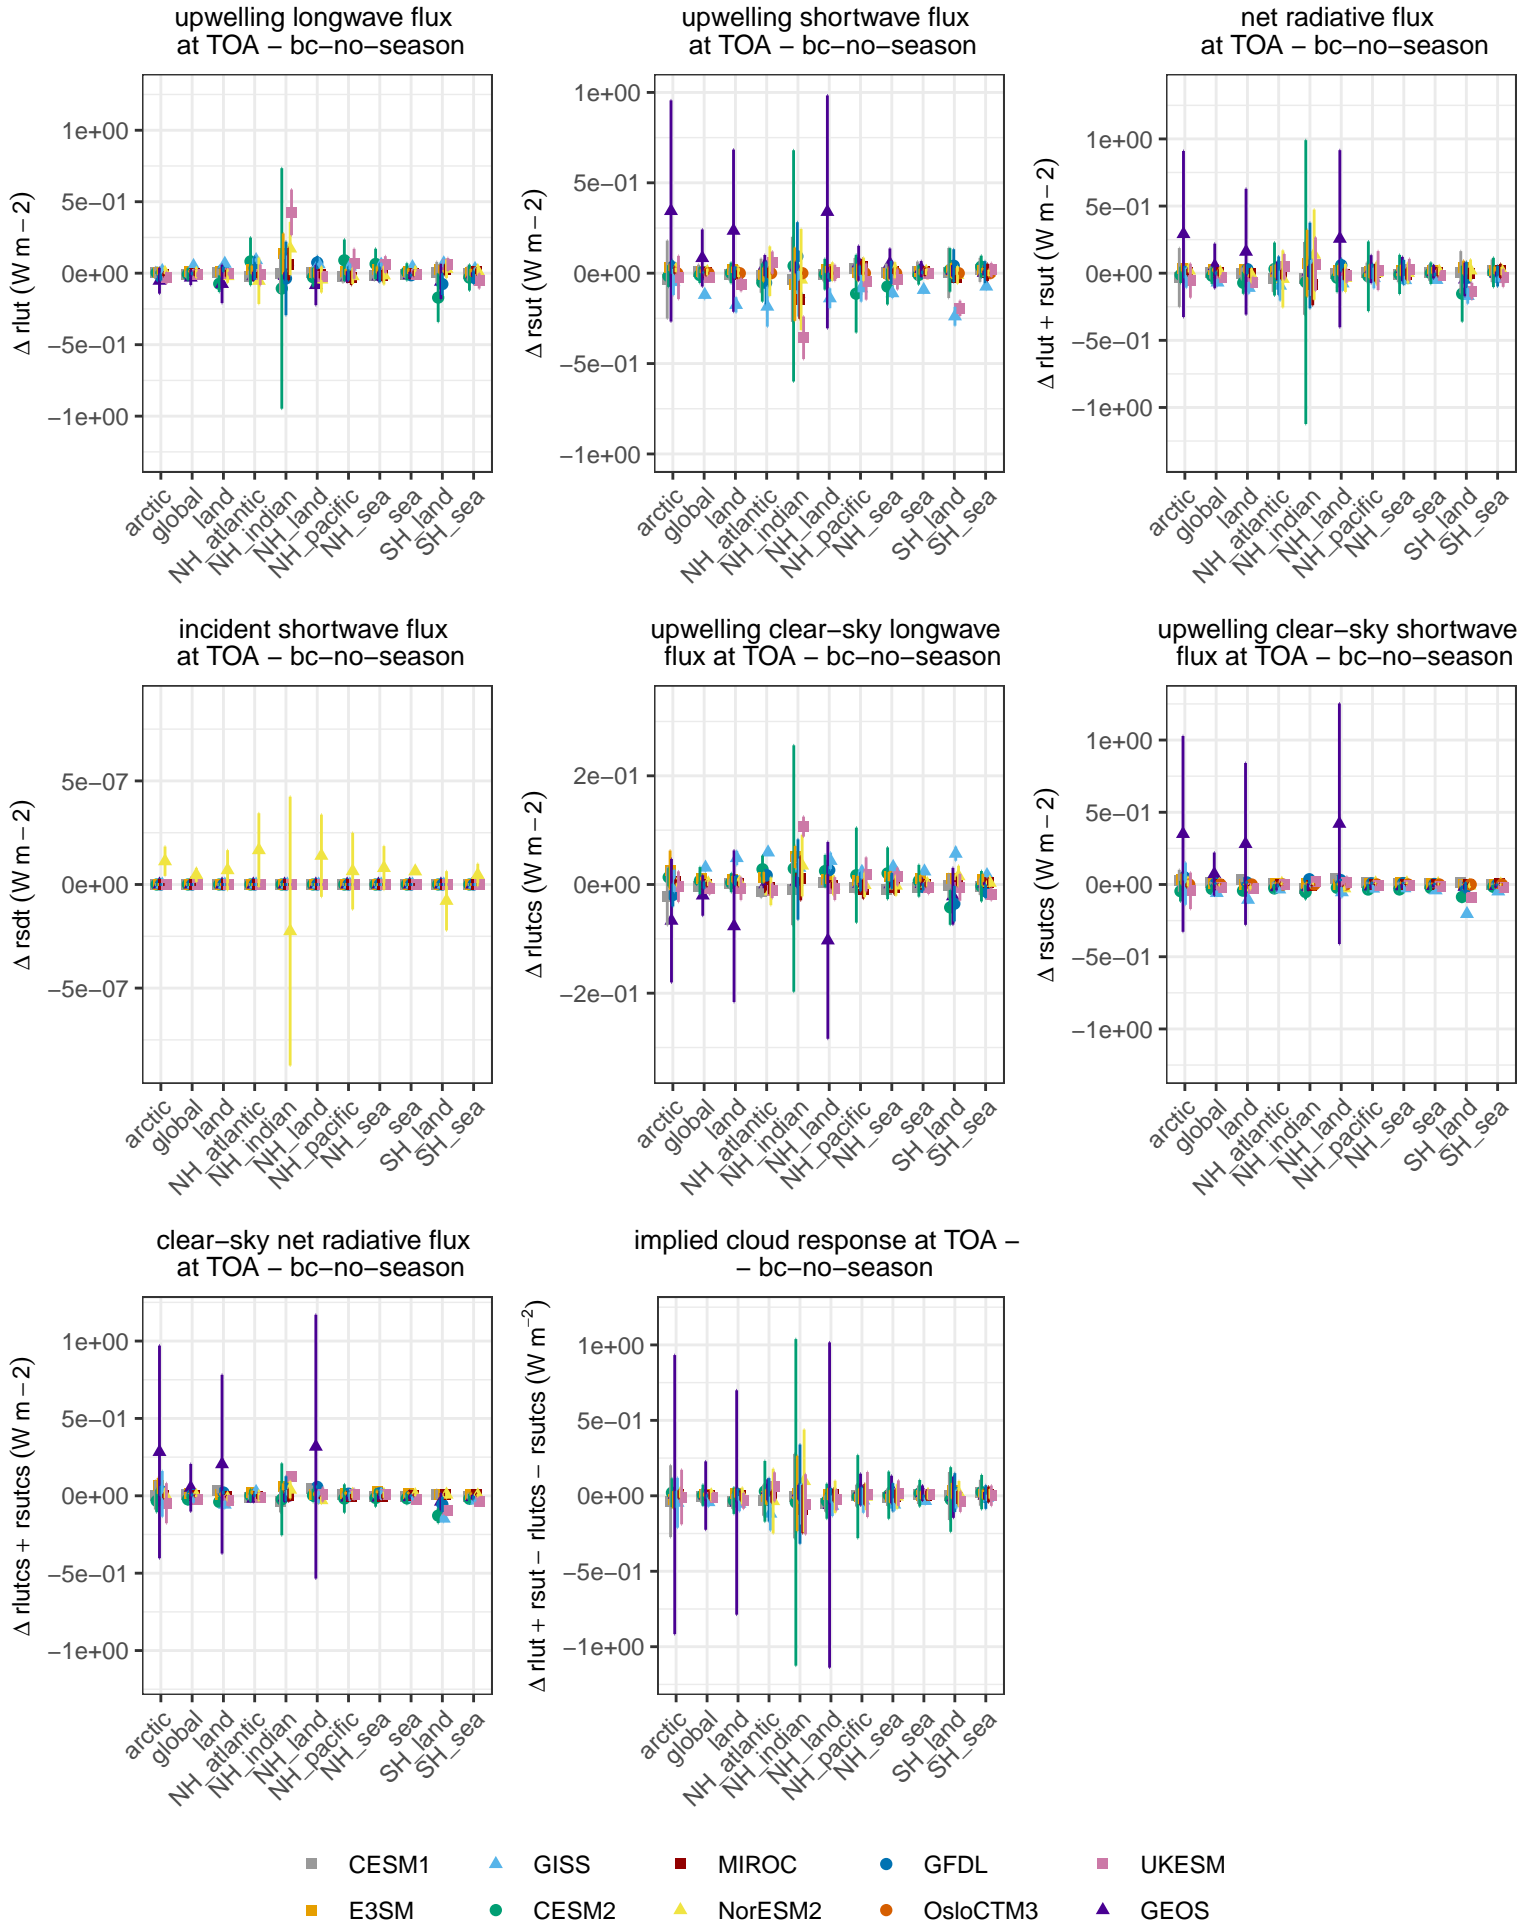 upwelling longwave flux
at TOA − bc−no−season
upwelling shortwave flux
at TOA − bc−no−season
net radiative flux
at TOA − bc−no−season
Δ rlut (W m − 2)
1e+00
5e−01
0e+00
−5e−01
−1e+00
arctic
global
land
NH_atlantic
NH_indian
NH_land
NH_pacific
NH_sea
sea
SH_land
SH_sea
Δ rsut (W m − 2)
1e+00
5e−01
0e+00
−5e−01
−1e+00
arctic
global
land
NH_atlantic
NH_indian
NH_land
NH_pacific
NH_sea
sea
SH_land
SH_sea
Δ rlut + rsut (W m − 2)
1e+00
5e−01
0e+00
−5e−01
−1e+00
arctic
global
land
NH_atlantic
NH_indian
NH_land
NH_pacific
NH_sea
sea
SH_land
SH_sea
incident shortwave flux
at TOA − bc−no−season
upwelling clear−sky longwave
flux at TOA − bc−no−season
upwelling clear−sky shortwave
flux at TOA − bc−no−season
Δ rsdt (W m − 2)
5e−07
0e+00
−5e−07
arctic
global
land
NH_atlantic
NH_indian
NH_land
NH_pacific
NH_sea
sea
SH_land
SH_sea
Δ rlutcs (W m − 2)
2e−01
0e+00
−2e−01
arctic
global
land
NH_atlantic
NH_indian
NH_land
NH_pacific
NH_sea
sea
SH_land
SH_sea
Δ rsutcs (W m − 2)
1e+00
5e−01
0e+00
−5e−01
−1e+00
arctic
global
land
NH_atlantic
NH_indian
NH_land
NH_pacific
NH_sea
sea
SH_land
SH_sea
clear−sky net radiative flux
at TOA − bc−no−season
implied cloud response at TOA −
− bc−no−season
Δ rlutcs + rsutcs (W m − 2)
1e+00
5e−01
0e+00
−5e−01
−1e+00
arctic
global
land
NH_atlantic
NH_indian
NH_land
NH_pacific
NH_sea
sea
SH_land
SH_sea
Δ rlut + rsut − rlutcs − rsutcs (W m⁻²)
1e+00
5e−01
0e+00
−5e−01
−1e+00
arctic
global
land
NH_atlantic
NH_indian
NH_land
NH_pacific
NH_sea
sea
SH_land
SH_sea
CESM1 GISS MIROC GFDL UKESM
E3SM CESM2 NorESM2 OsloCTM3 GEOS